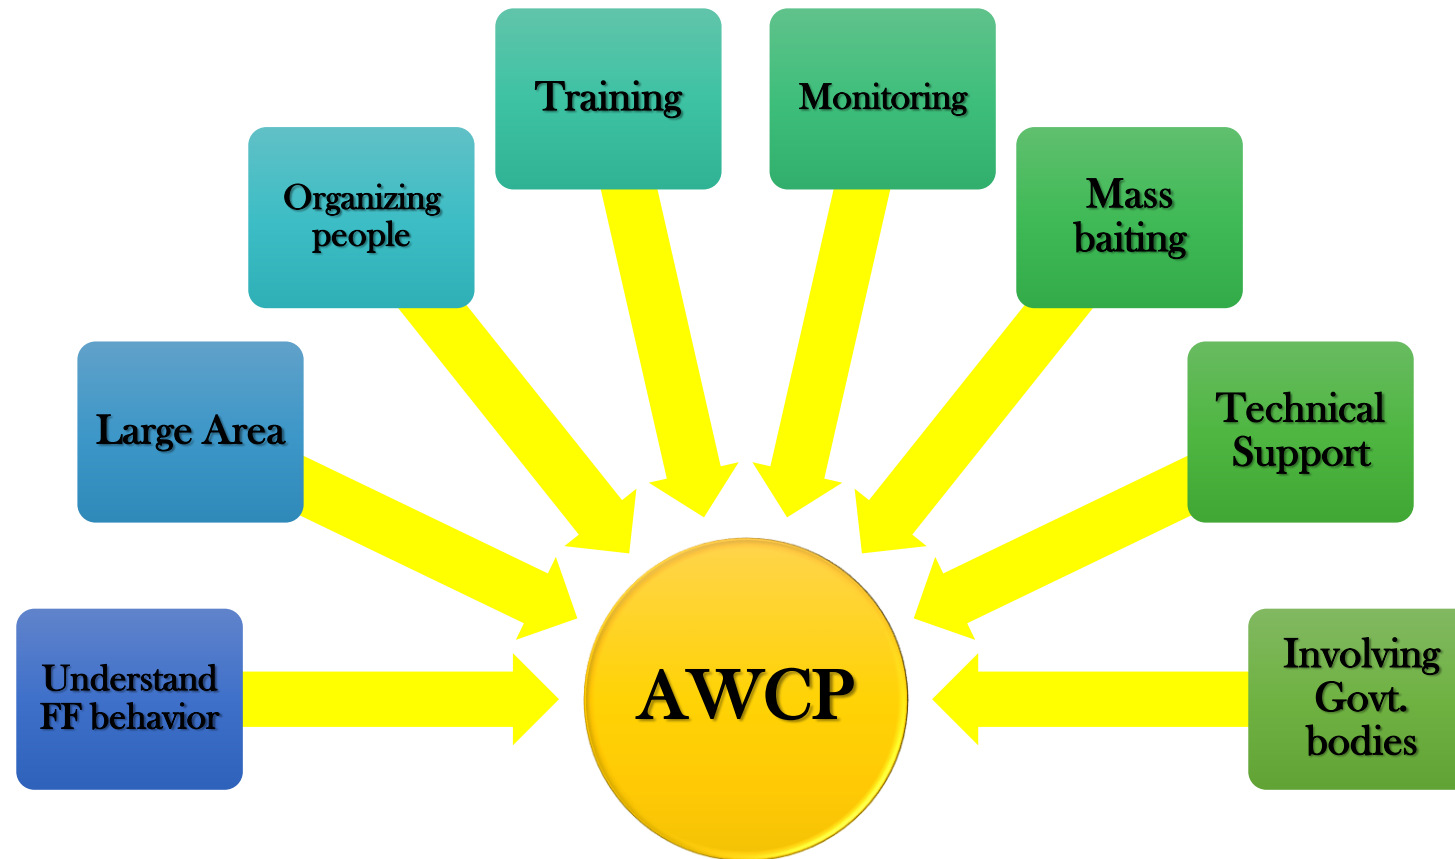 Training
Monitoring
Organizing
people
Mass
baiting
Large Area
Technical
Support
Understand
FF behavior
AWCP
Involving
Govt.
bodies